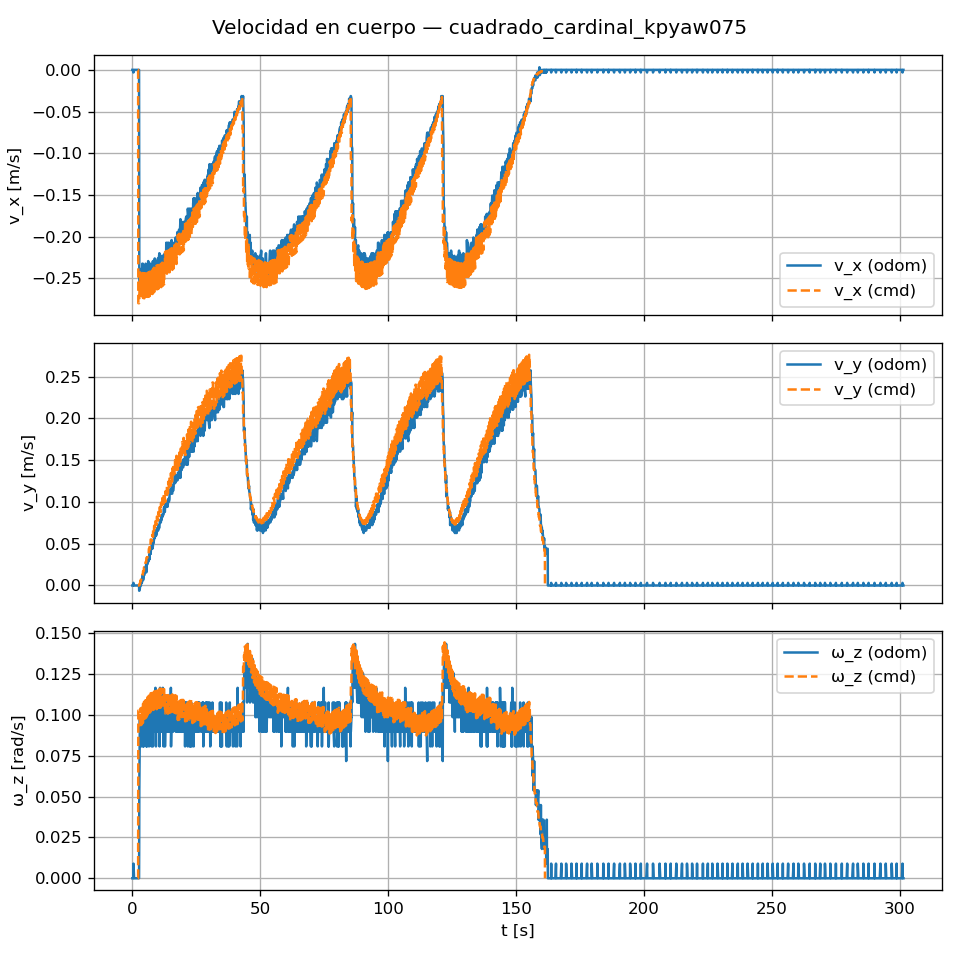 Velocidad en cuerpo — cuadrado_cardinal_kpyaw075
0.00
−0.05
−0.10
−0.15
−0.20
−0.25
v_x [m/s]
v_x (odom)
v_x (cmd)
0.25
0.20
0.15
0.10
0.05
0.00
v_y [m/s]
v_y (odom)
v_y (cmd)
0.150
0.125
0.100
0.075
0.050
0.025
0.000
ω_z [rad/s]
ω_z (odom)
ω_z (cmd)
0 50 100 150 200 250 300
t [s]